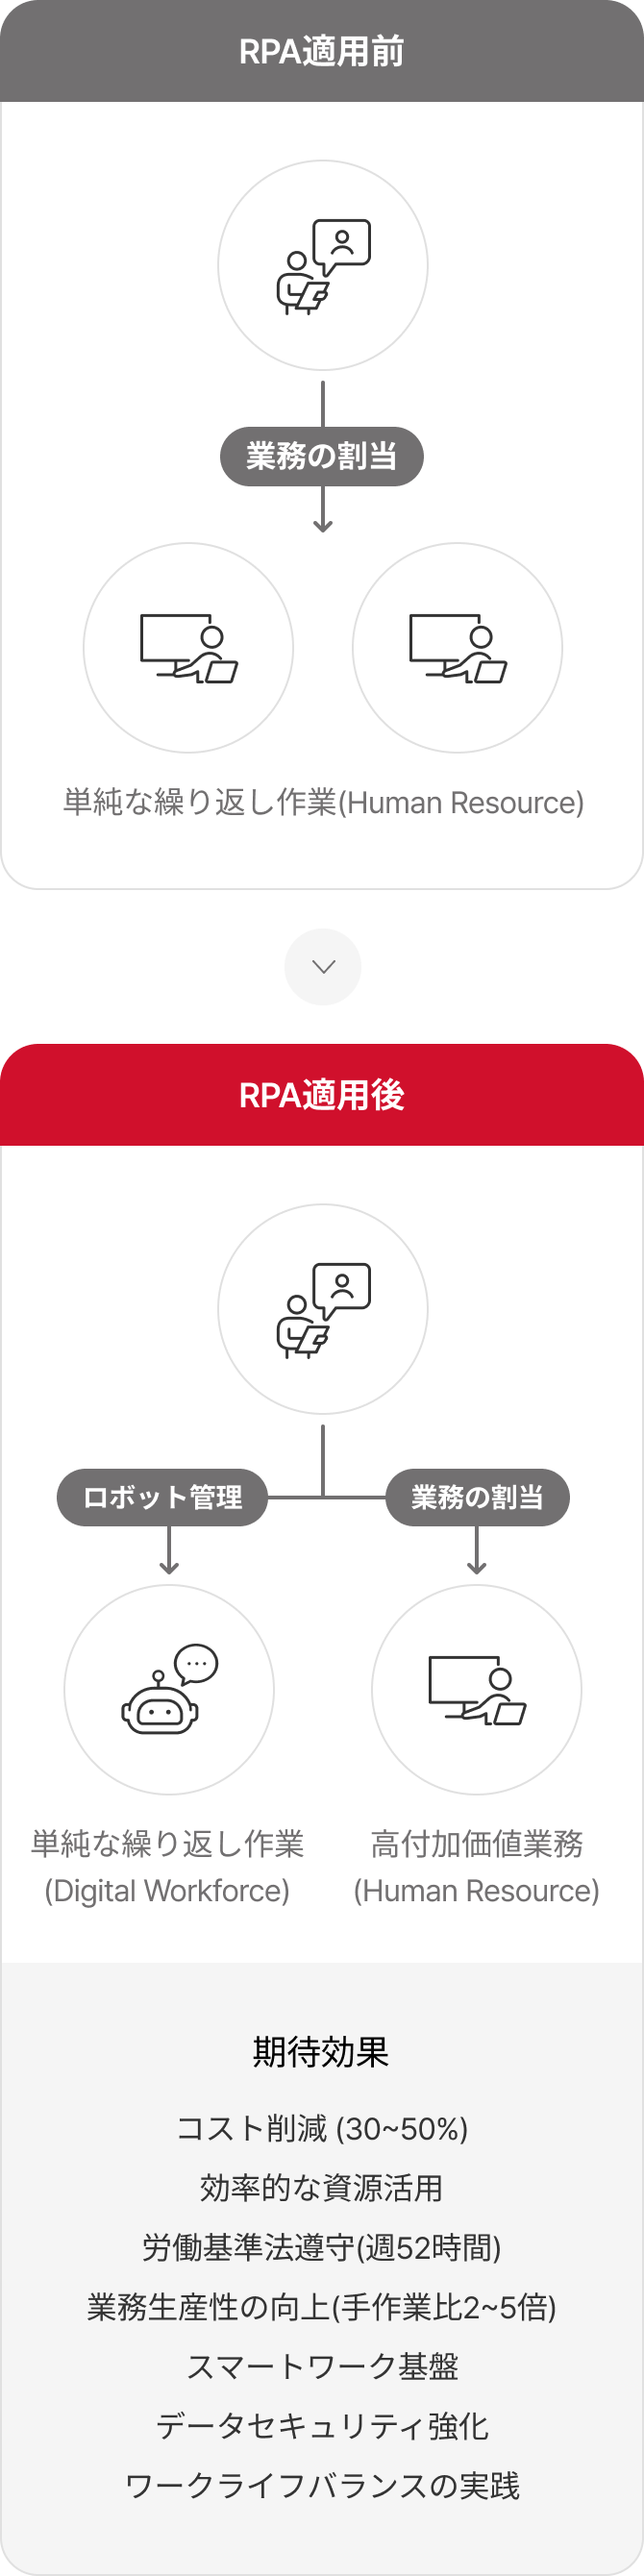 RPA適用前
業務の割当
単純な繰り返し作業(Human Resource)
RPA適用後
ロボット管理
業務の割当
単純な繰り返し作業
(Digital Workforce)
高付加価値業務
(Human Resource)
期待効果
コスト削減 (30~50%)
効率的な資源活用
労働基準法遵守(週52時間)
業務生産性の向上(手作業比2~5倍)
スマートワーク基盤
データセキュリティ強化
ワークライフバランスの実践